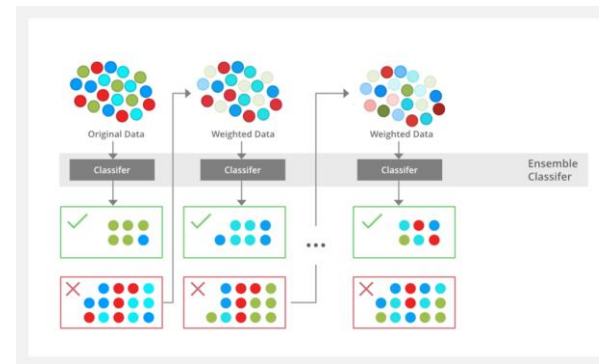 Original Data
Weighted Data
Weighted Data
Classifer
Classifer
Classifer
Ensemble
Classifer
...